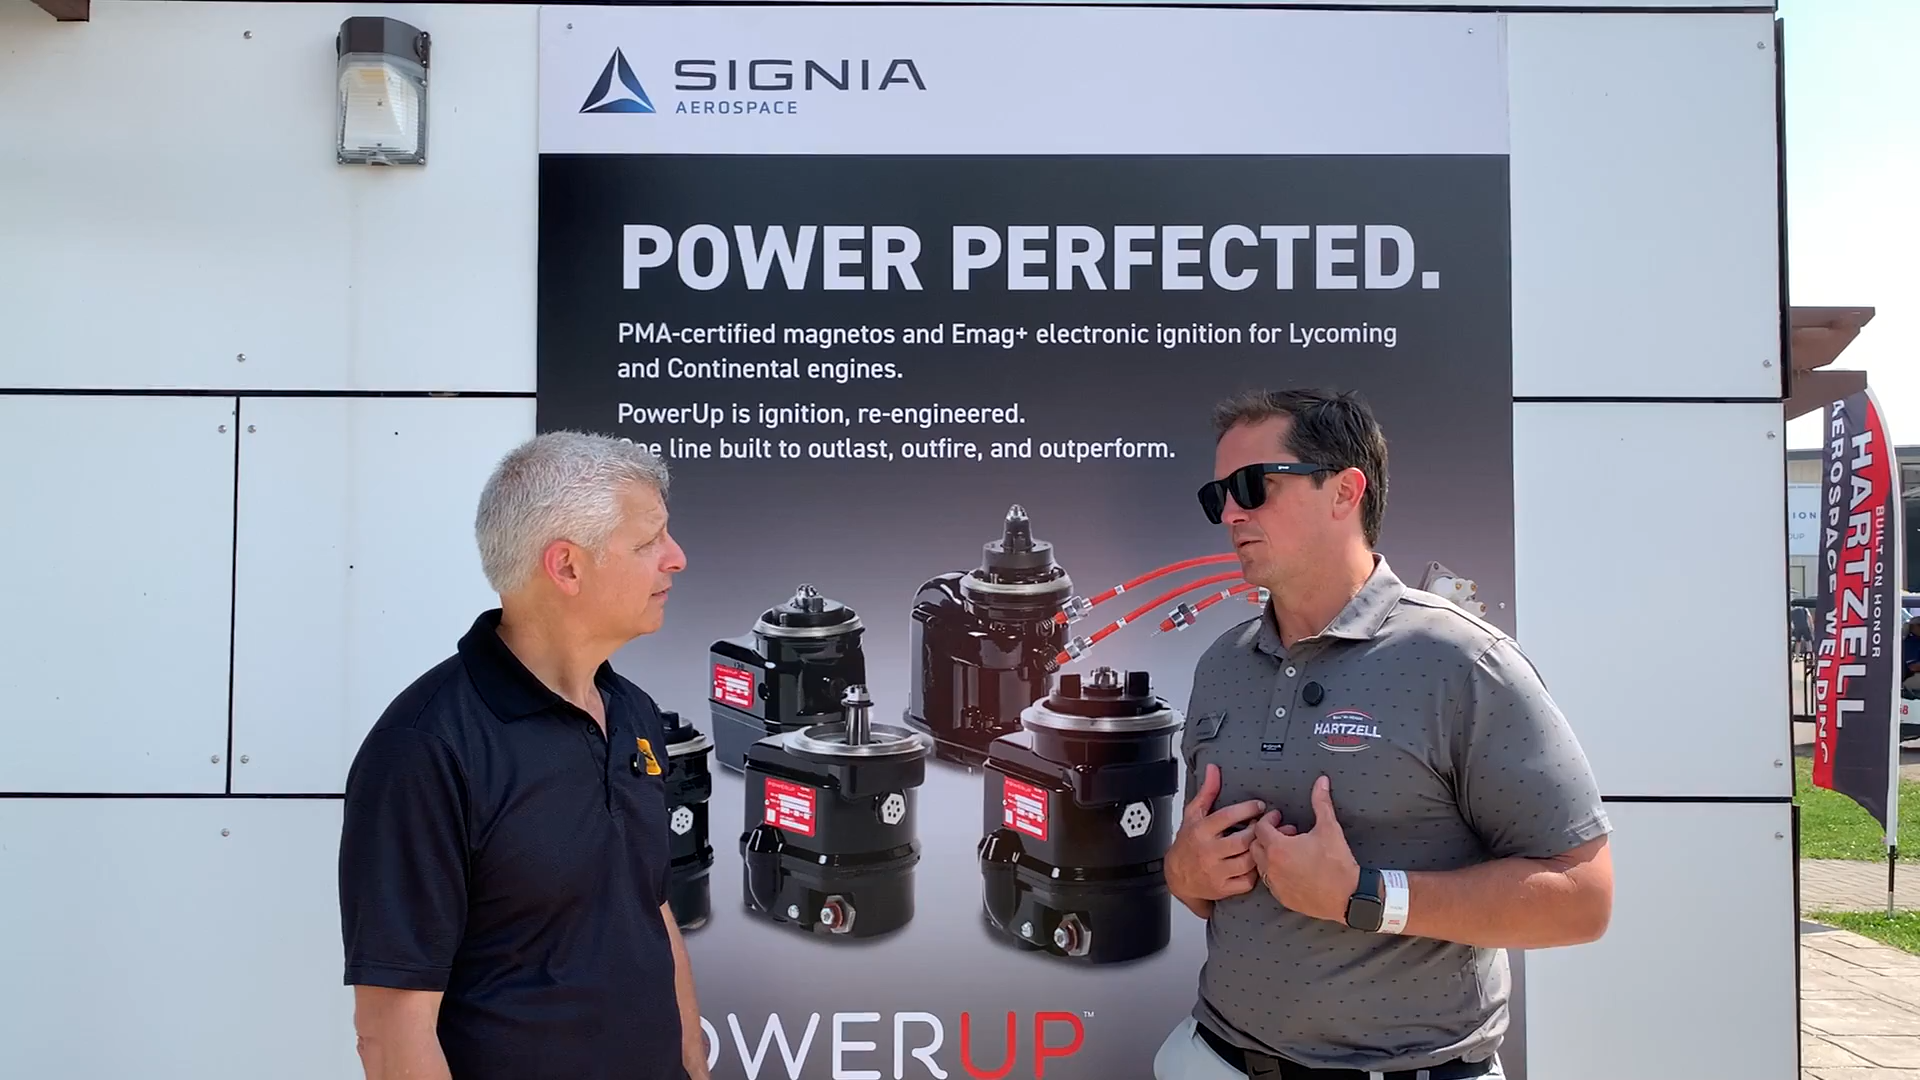 SIGNIA
AEROSPACE
POWER PERFECTED.
PMA-certified magnetos and Emag+ electronic ignition for Lycoming
and Continental engines.
PowerUp is ignition, re-engineered.
line built to outlast, outfire, and outperform.
OWERUP™
HARTZELL
BUILT ON HONOR
HARTZELL
AEROSPACE WELDING